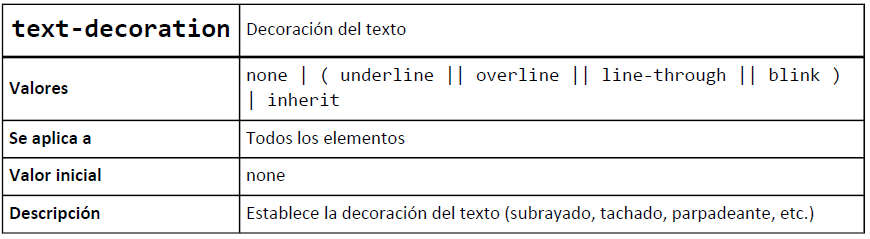 text-decoration Decoración del texto
Valores none | ( underline || overline || line-through || blink )
| inherit
Se aplica a Todos los elementos
Valor inicial none
Descripción Establece la decoración del texto (subrayado, tachado, parpadeante, etc.)